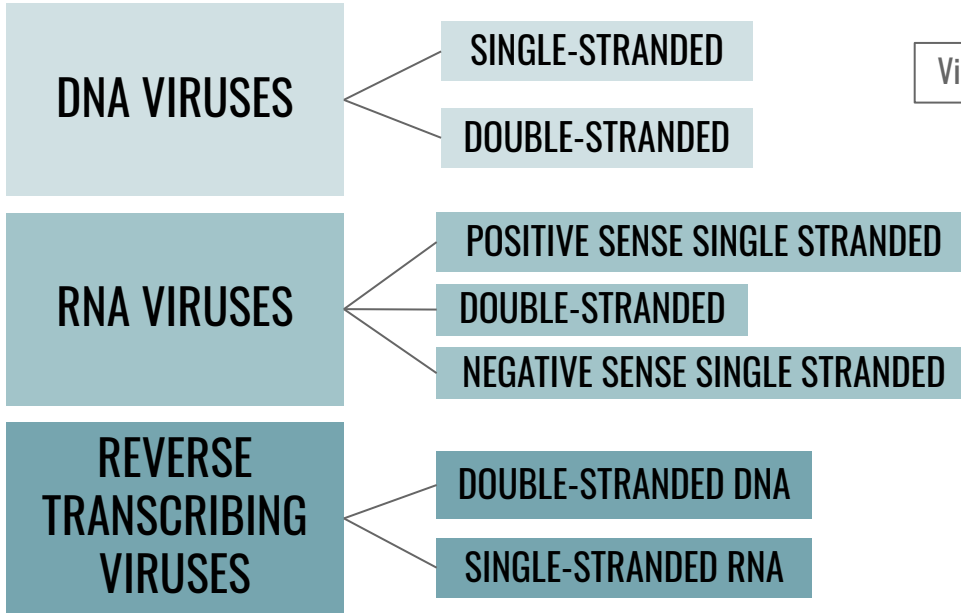 DNA VIRUSES
SINGLE-STRANDED
DOUBLE-STRANDED
RNA VIRUSES
POSITIVE SENSE SINGLE STRANDED
DOUBLE-STRANDED
NEGATIVE SENSE SINGLE STRANDED
REVERSE
TRANSCRIBING
VIRUSES
DOUBLE-STRANDED DNA
SINGLE-STRANDED RNA